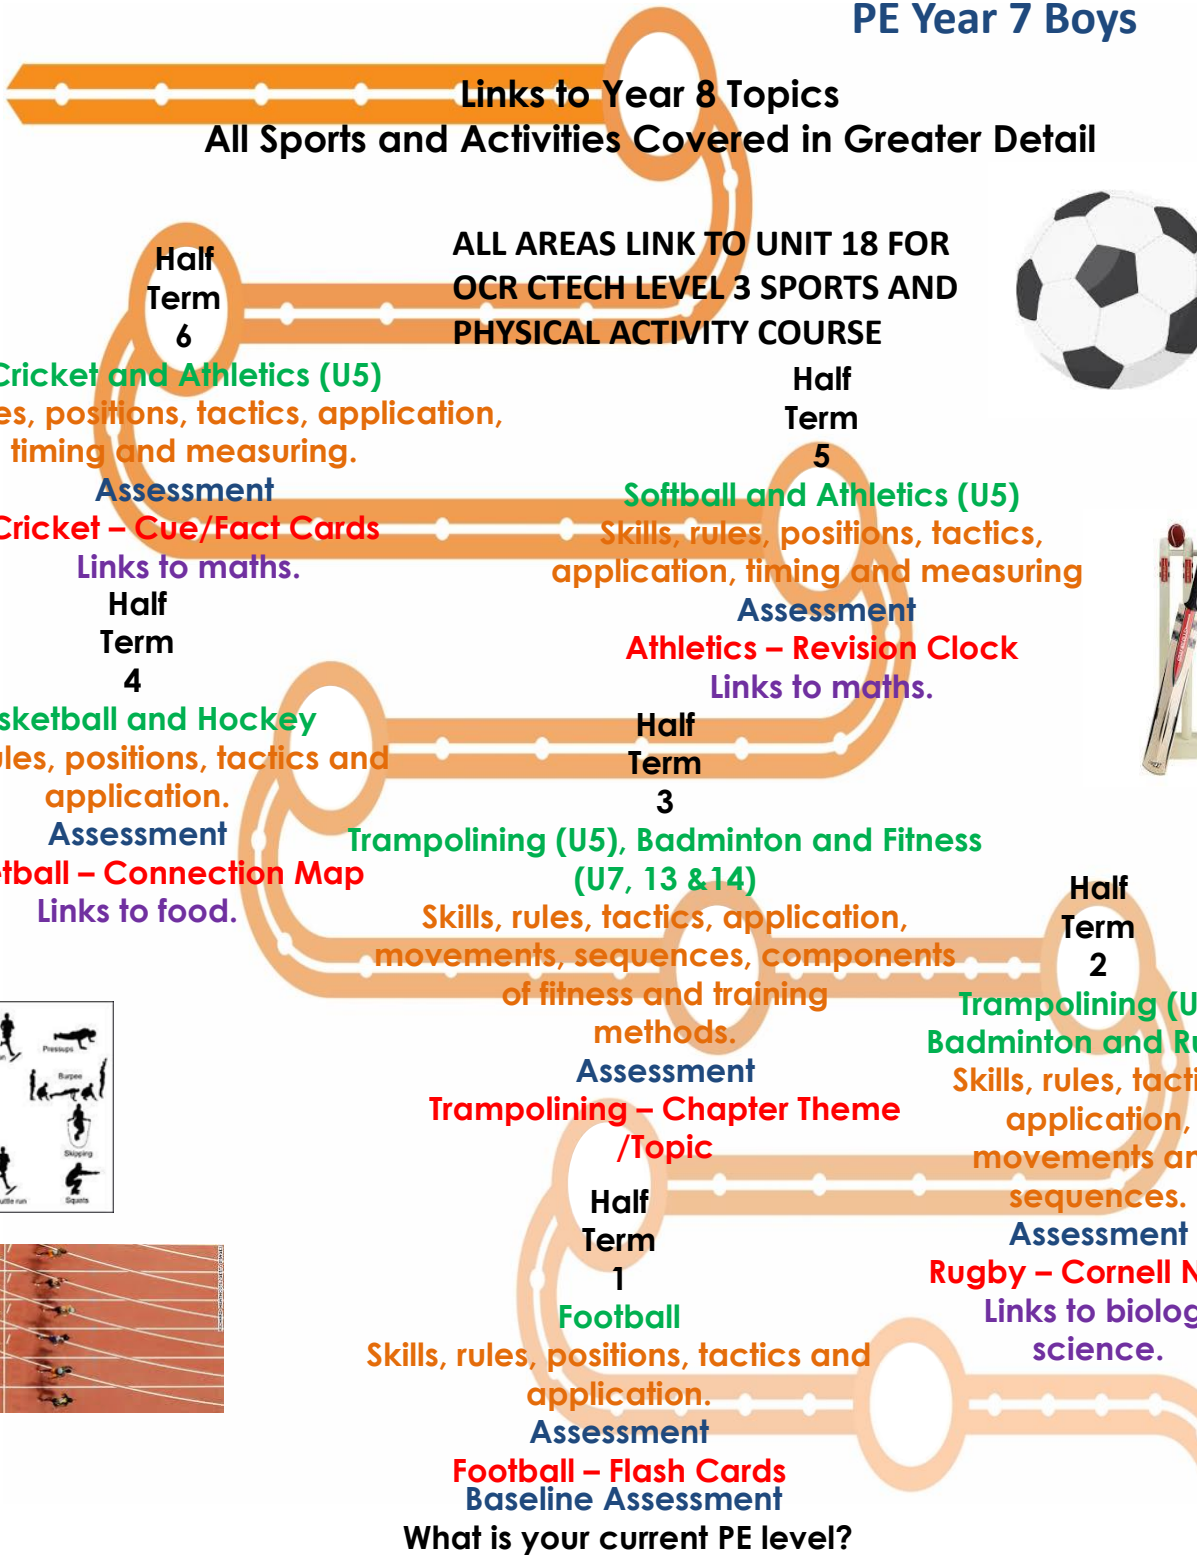 PE Year 7 Boys
Links to Year 8 Topics
All Sports and Activities Covered in Greater Detail
ALL AREAS LINK TO UNIT 18 FOR
OCR CTECH LEVEL 3 SPORTS AND
PHYSICAL ACTIVITY COURSE
Half
Term
6
Cricket and Athletics (U5)
es, positions, tactics, application,
timing and measuring.
Assessment
Cricket – Cue/Fact Cards
Links to maths.
Half
Term
5
Softball and Athletics (U5)
Skills, rules, positions, tactics,
application, timing and measuring
Assessment
Athletics – Revision Clock
Links to maths.
Half
Term
4
sketball and Hockey
ules, positions, tactics and
application.
Assessment
etball – Connection Map
Links to food.
Half
Term
3
Trampolining (U5), Badminton and Fitness
(U7, 13 &14)
Skills, rules, tactics, application,
movements, sequences, components
of fitness and training
methods.
Assessment
Trampolining – Chapter Theme
/Topic
Half
Term
2
Trampolining (U
Badminton and Ru
Skills, rules, tacti
application,
movements an
sequences.
Assessment
Rugby – Cornell N
Links to biolog
science.
Pressups
Burpee
Skipping
Squats
Half
Term
1
Football
Skills, rules, positions, tactics and
application.
Assessment
Football – Flash Cards
Baseline Assessment
What is your current PE level?